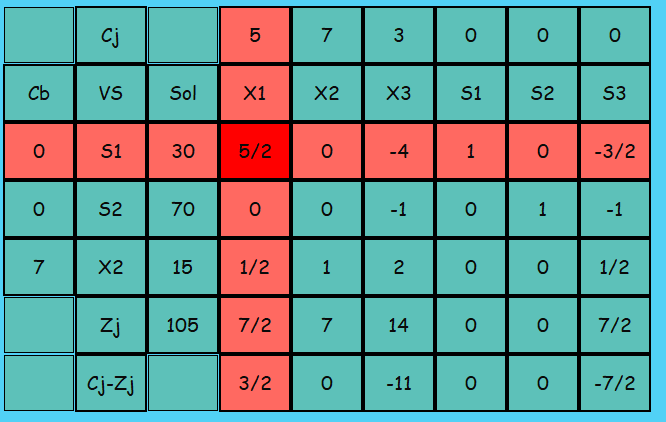 Cj 5 7 3 0 0 0
Cb VS Sol X1 X2 X3 S1 S2 S3
0 S1 30 5/2 0 -4 1 0 -3/2
0 S2 70 0 0 -1 0 1 -1
7 X2 15 1/2 1 2 0 0 1/2
Zj 105 7/2 7 14 0 0 7/2
Cj-Zj 3/2 0 -11 0 0 -7/2